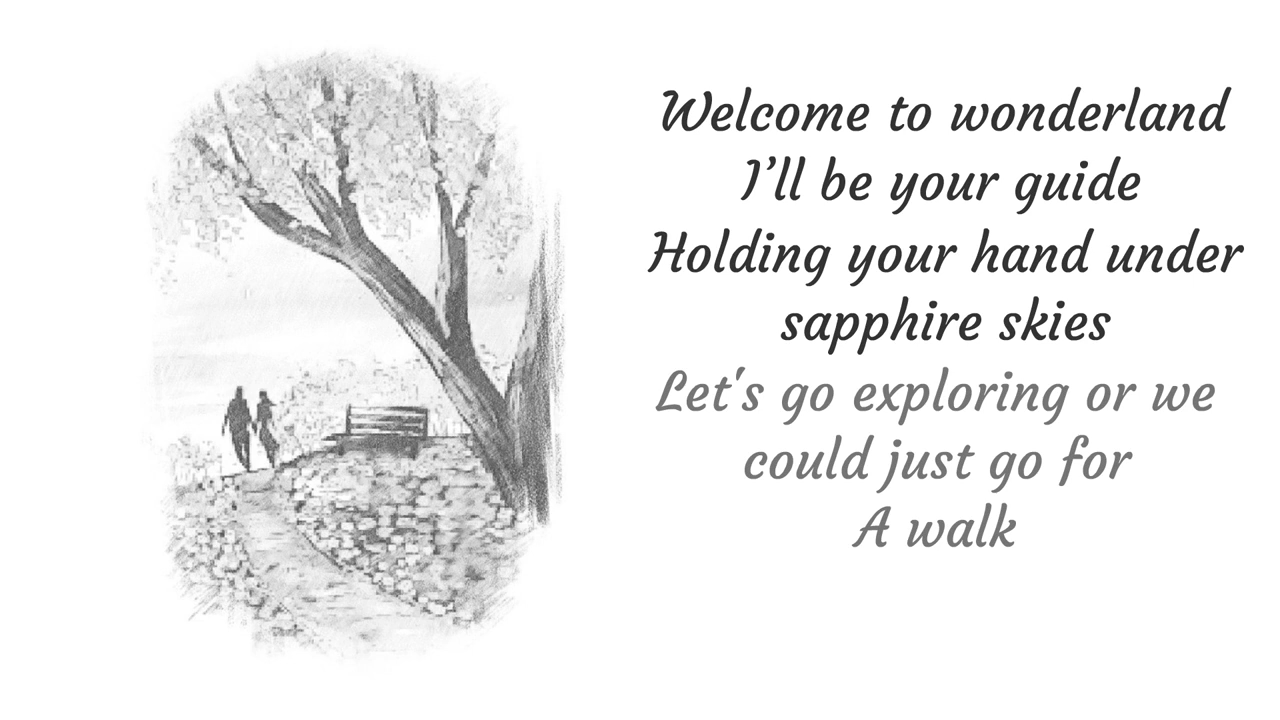 Welcome to wonderland
I’ll be your guide
Holding your hand under
sapphire skies
Let's go exploring or we
could just go for
A walk